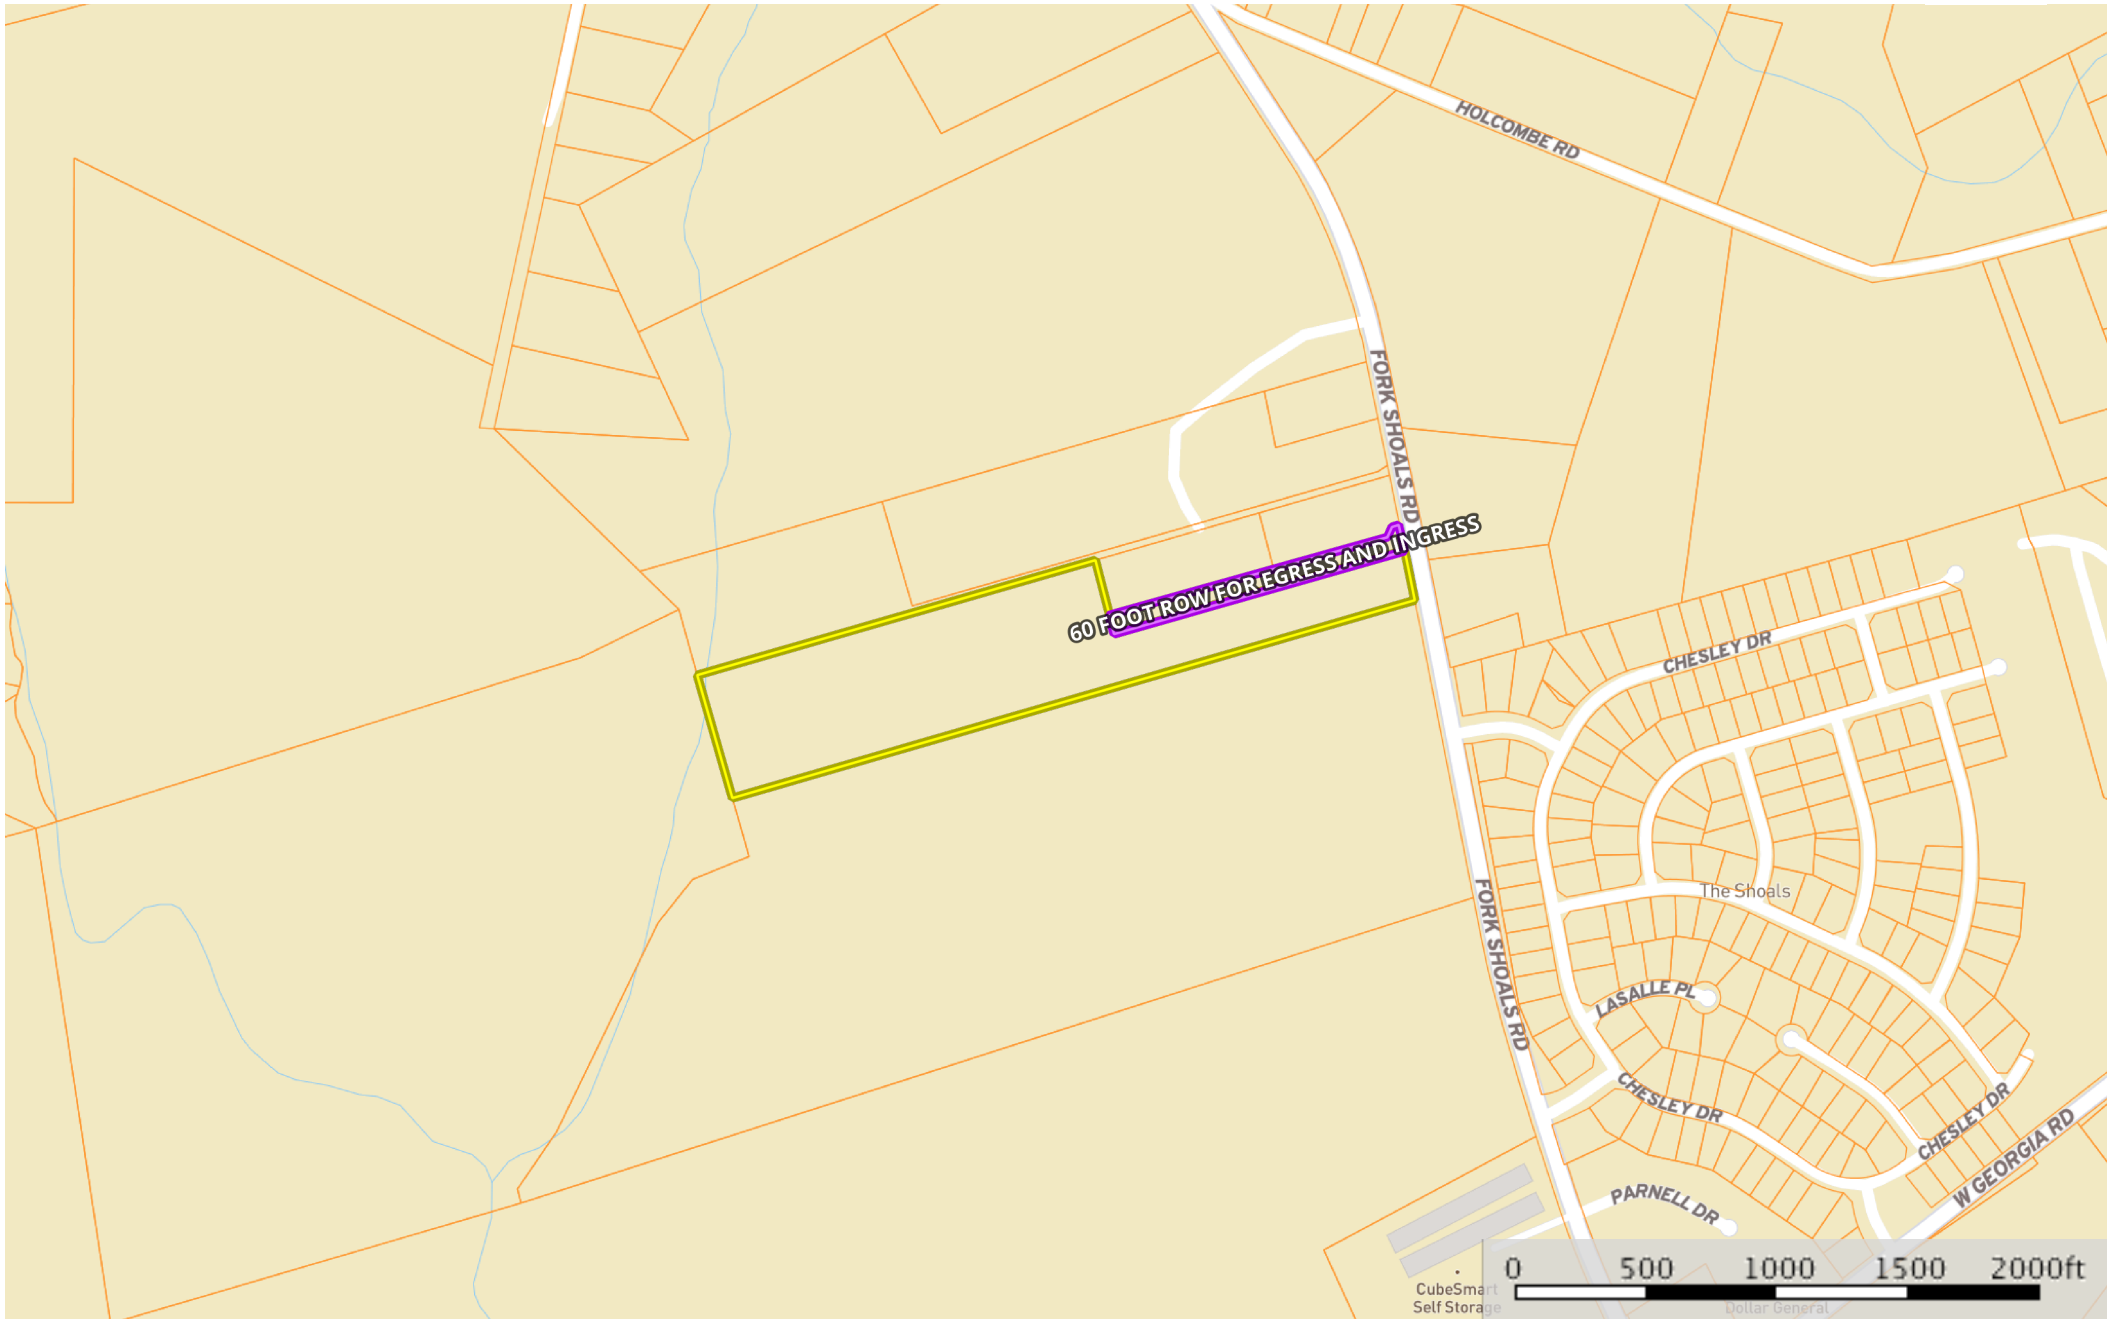 HOLCOMBE RD
FORK SHOALS RD
60 FOOT ROW FOR EGRESS AND INGRESS
CHESLEY DR
The Shoals
FORK SHOALS RD
LASALLE PL
CHESLEY DR
CHESLEY DR
W GEORGIA RD
PARNELL DR
0 500 1000 1500 2000ft
CubeSmart
Self Storage
Dollar General